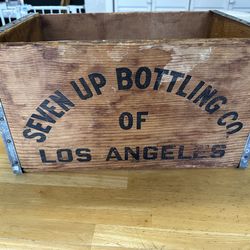 SEVEN UP BOTTLING CO
OF
LOS ANGELES